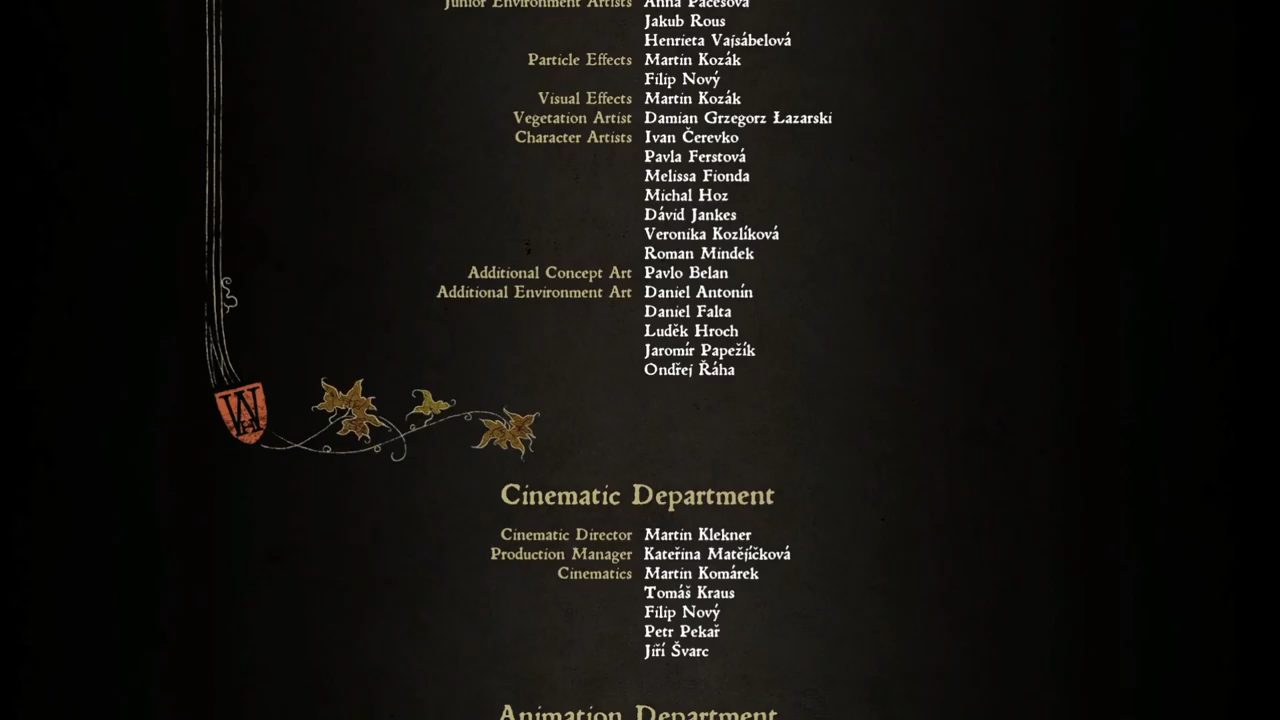 Junior Environment Artists Anna Pačesová
Jakub Rous
Henrieta Vajsábelová
Particle Effects Martin Kozák
Filip Nový
Visual Effects Martin Kozák
Vegetation Artist Damian Grzegorz Łazarski
Character Artists Ivan Čerevko
Pavla Ferstová
Melissa Fionda
Michal Hoz
Dávid Jankes
Veronika Kozlíková
Roman Mindek
Additional Concept Art Pavlo Belan
Additional Environment Art Daniel Antonín
Daniel Falta
Luděk Hroch
Jaromír Papežík
Ondřej Řáha
WH
Cinematic Department
Cinematic Director Martin Klekner
Production Manager Kateřina Matějíčková
Cinematics Martin Komárek
Tomáš Kraus
Filip Nový
Petr Pekař
Jiří Švarc
Animation Department